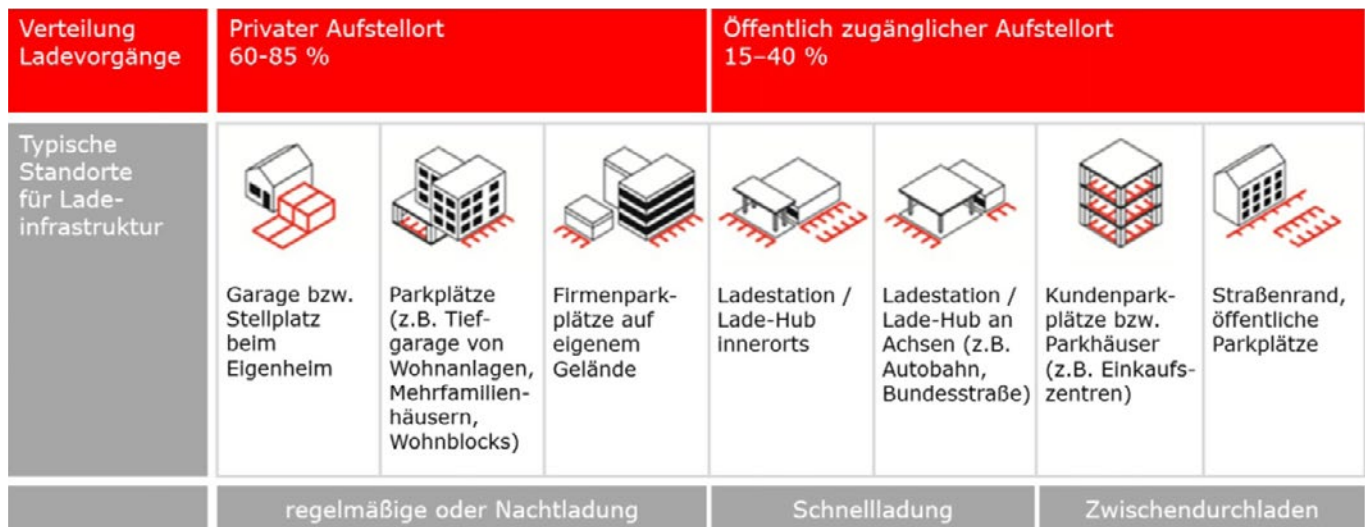 Verteilung
Ladevorgänge
Privater Aufstellort
60-85 %
Öffentlich zugänglicher Aufstellort
15–40 %
Typische
Standorte
für Lade-
infrastruktur
Garage bzw.
Stellplatz
beim
Eigenheim
Parkplätze
(z.B. Tief-
garage von
Wohnanlagen,
Mehrfamilien-
häusern,
Wohnblocks)
Firmenpark-
plätze auf
eigenem
Gelände
Ladestation /
Lade-Hub
innerorts
Ladestation /
Lade-Hub an
Achsen (z.B.
Autobahn,
Bundesstraße)
Kundenpark-
plätze bzw.
Parkhäuser
(z.B. Einkaufs-
zentren)
Straßenrand,
öffentliche
Parkplätze
regelmäßige oder Nachtladung
Schnellladung
Zwischendurchladen